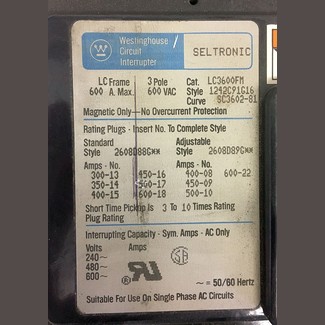 Westinghouse
Circuit
Interrupter
SELTRONIC
LC Frame 3 Pole Cat. LC3600FM
600 A. Max. 600 VAC Style 1242C91G16
Curve SC3602-81
Magnetic Only — No Overcurrent Protection
Rating Plugs - Insert No. To Complete Style
Standard Adjustable
Style 2608D88G Style 2608D89G
Amps - No. Amps - No.
300-13 450-16 400-08 600-22
350-14 500-17 450-09
400-15 600-18 500-10
Short Time Pickup is 3 To 10 Times Rating
Plug Rating
Interrupting Capacity - Sym. Amps - AC Only
Volts Amps
240~
480~
600~
~ = 50/60 Hertz
Suitable For Use On Single Phase AC Circuits